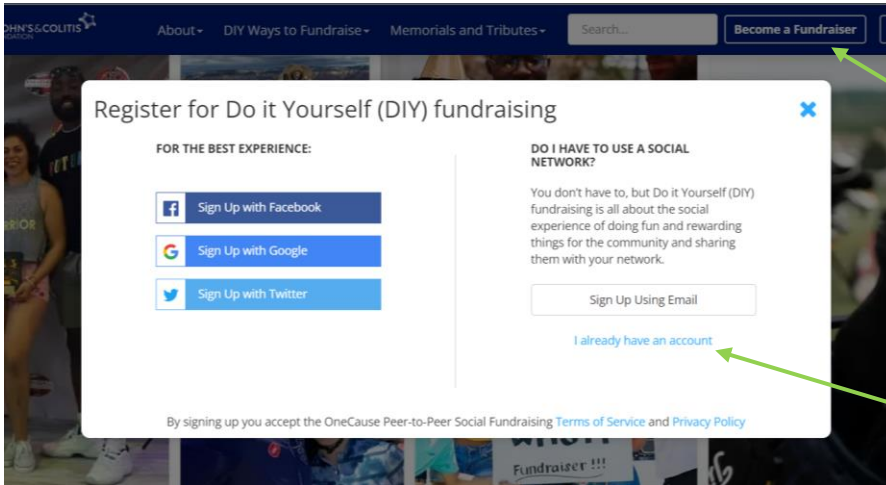 OHN'S & COLITIS
FOUNDATION
About
DIY Ways to Fundraise
Memorials and Tributes
Search...
Become a Fundraiser
Register for Do it Yourself (DIY) fundraising
FOR THE BEST EXPERIENCE:
Sign Up with Facebook
Sign Up with Google
Sign Up with Twitter
DO I HAVE TO USE A SOCIAL
NETWORK?
You don't have to, but Do it Yourself (DIY)
fundraising is all about the social
experience of doing fun and rewarding
things for the community and sharing
them with your network.
Sign Up Using Email
I already have an account
By signing up you accept the OneCause Peer-to-Peer Social Fundraising Terms of Service and Privacy Policy
Fundraiser !!!